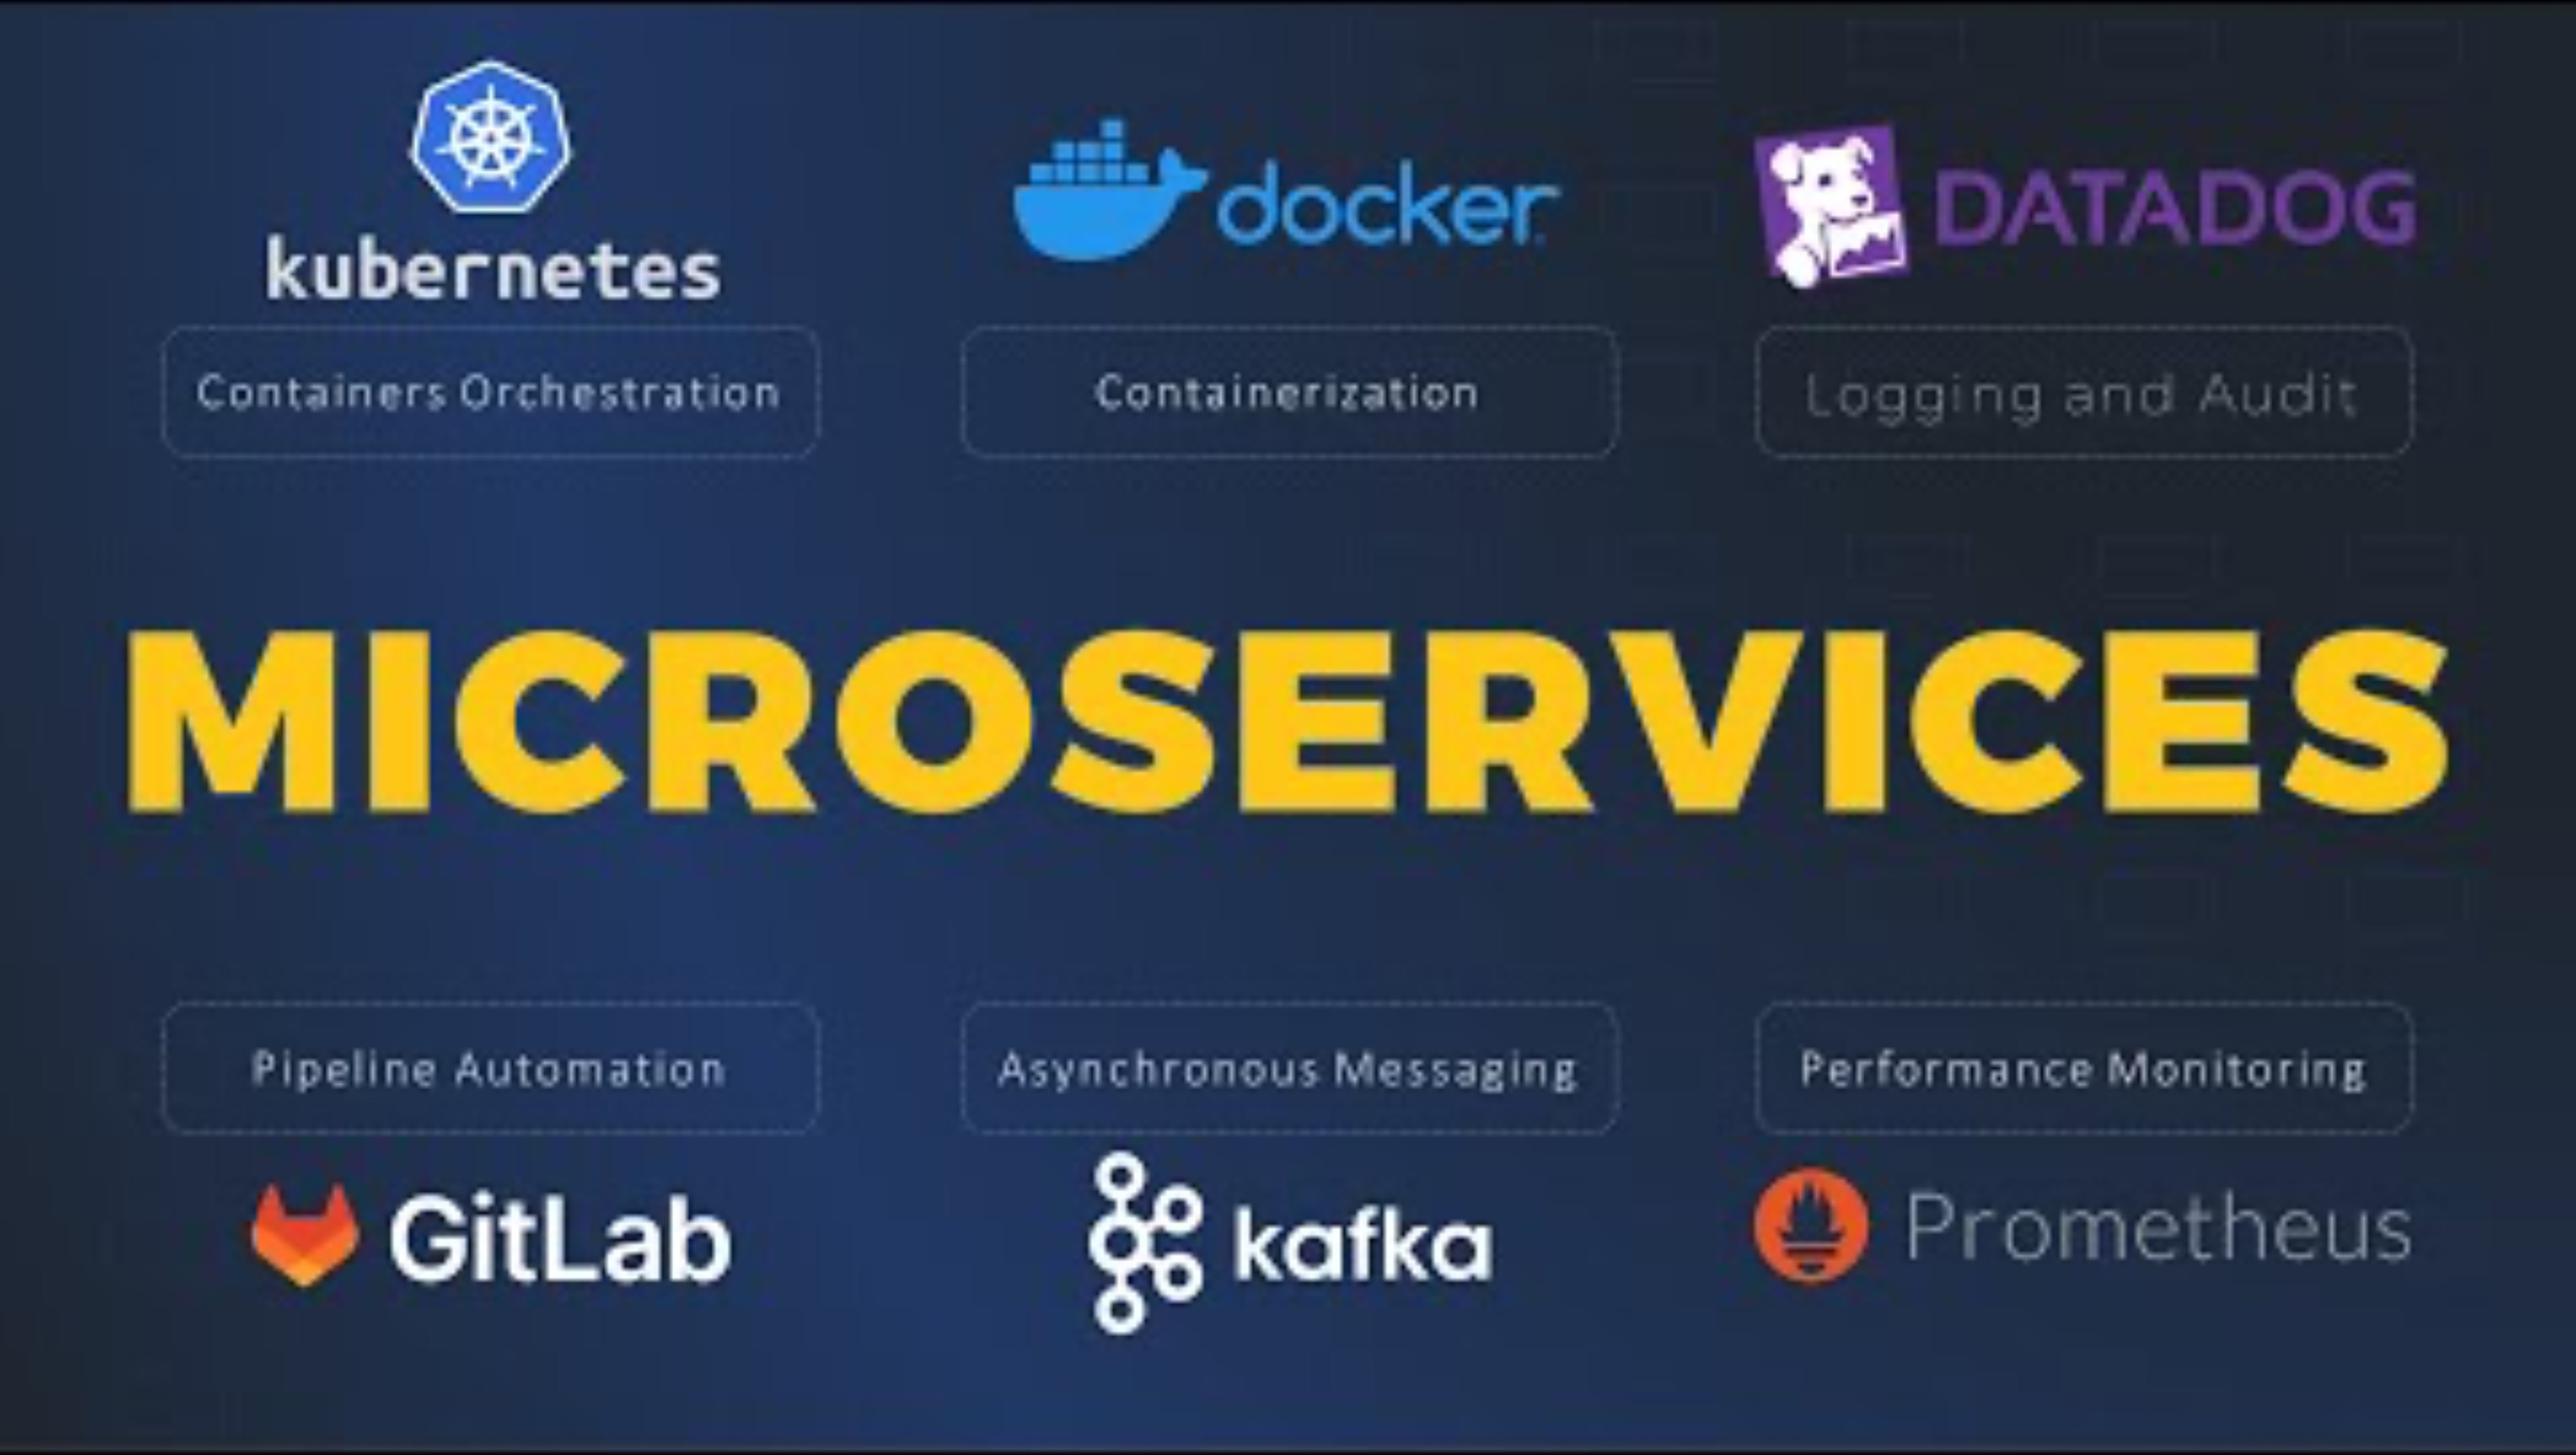 kubernetes
docker
DATADOG
Containers Orchestration
Containerization
Logging and Audit
MICROSERVICES
Pipeline Automation
Asynchronous Messaging
Performance Monitoring
GitLab
kafka
Prometheus